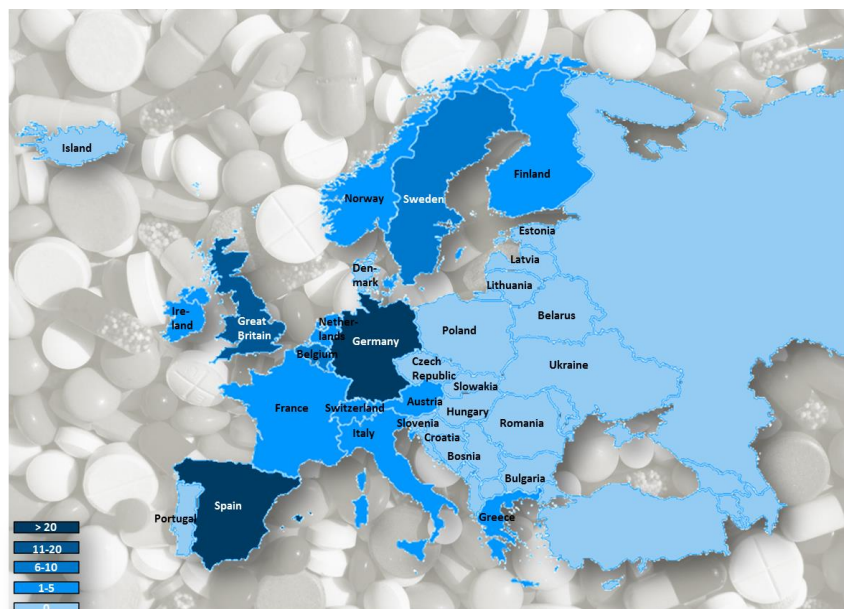 Island
Norway
Sweden
Finland
Estonia
Latvia
Lithuania
Den-
mark
Ire-
land
Great
Britain
Nether-
lands
Belgium
Germany
Poland
Belarus
Czech
Republic
Ukraine
Slowakia
France
Switzerland
Austria
Hungary
Italy
Slovenia
Croatia
Romania
Bosnia
Bulgaria
Portugal
Spain
Greece
> 20
11-20
6-10
1-5
0